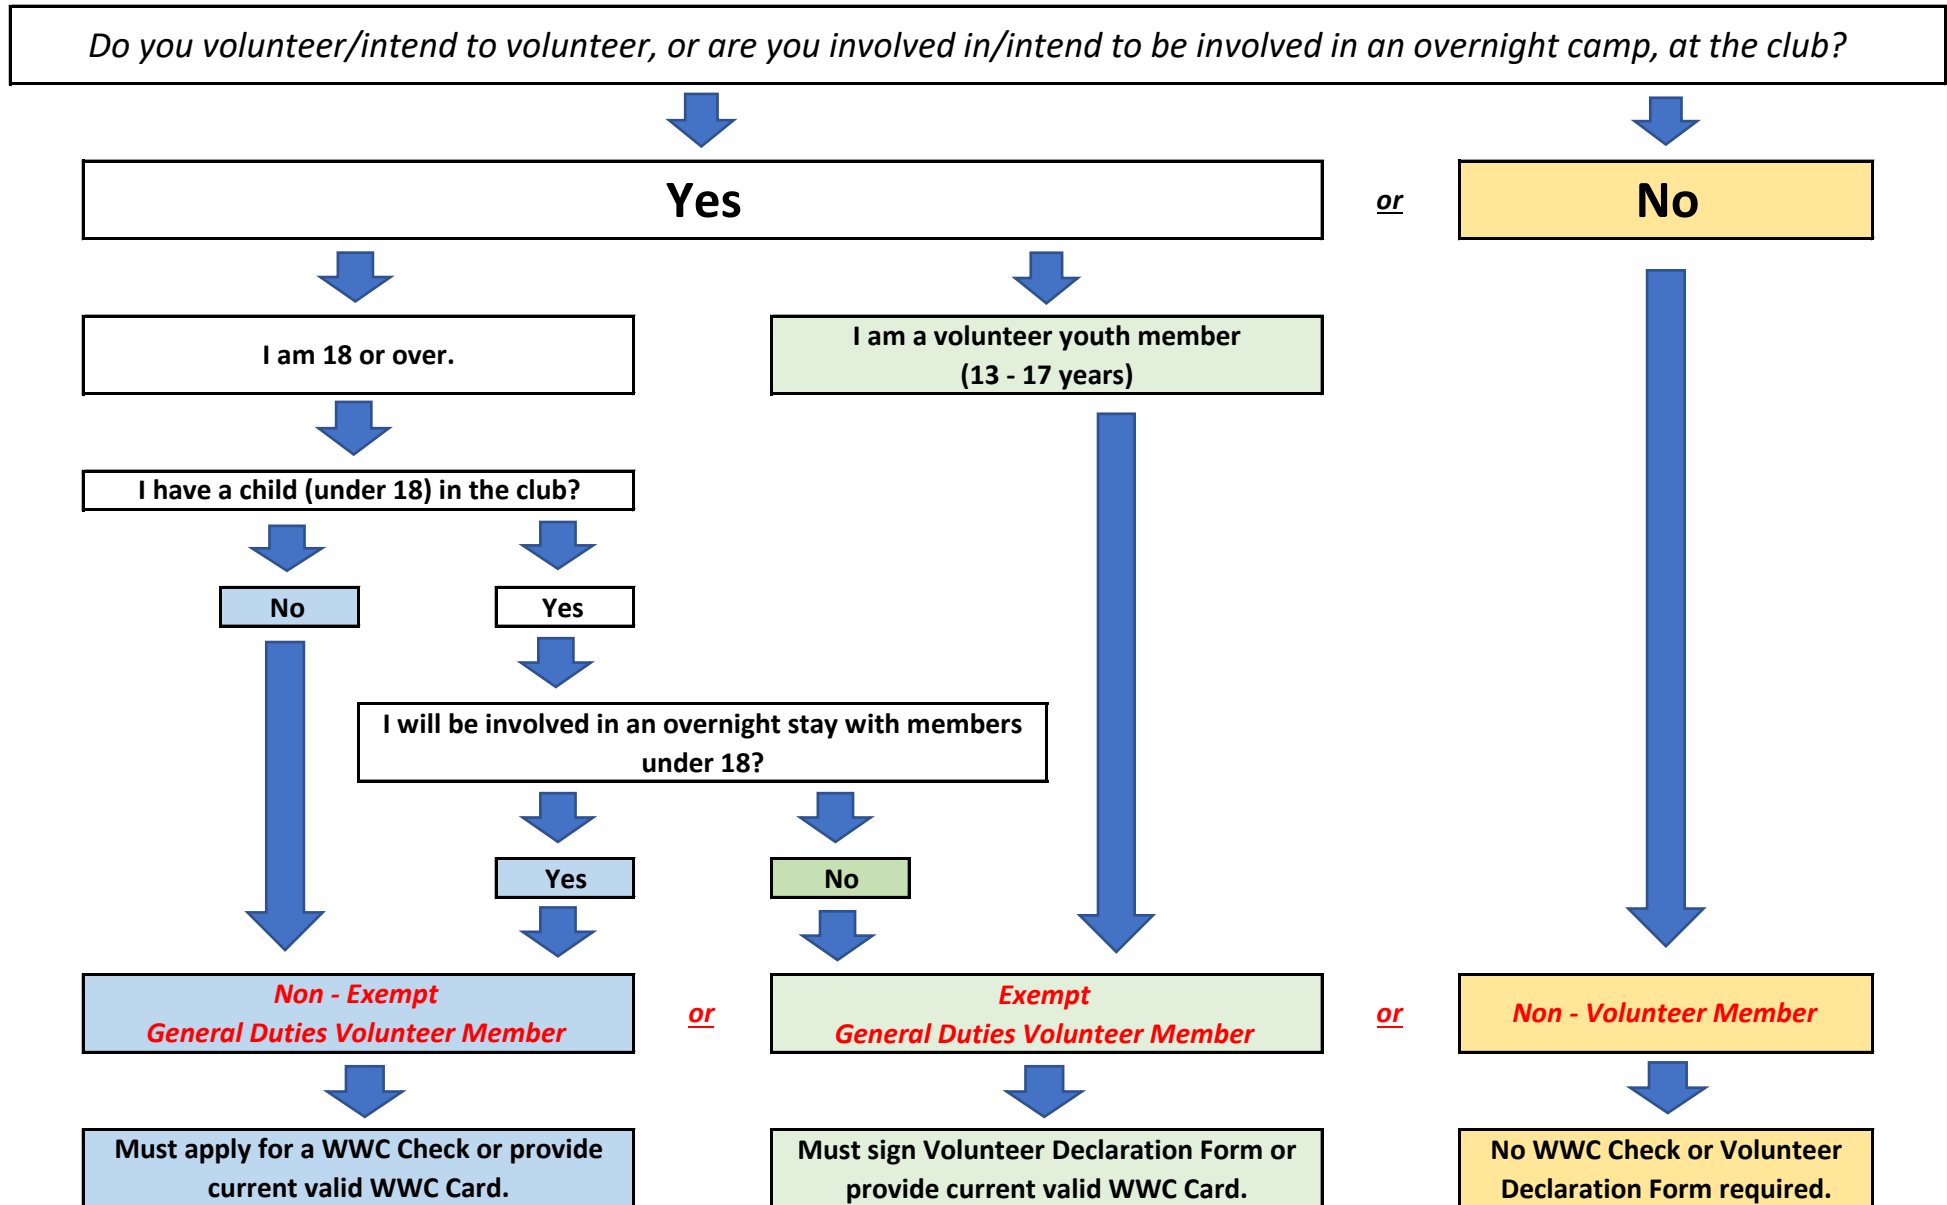 Do you volunteer/intend to volunteer, or are you involved in/intend to be involved in an overnight camp, at the club?
Yes
or
No
I am 18 or over.
I am a volunteer youth member
(13 - 17 years)
I have a child (under 18) in the club?
No
Yes
I will be involved in an overnight stay with members
under 18?
Yes
No
Non - Exempt
General Duties Volunteer Member
or
Exempt
General Duties Volunteer Member
or
Non - Volunteer Member
Must apply for a WWC Check or provide
current valid WWC Card.
Must sign Volunteer Declaration Form or
provide current valid WWC Card.
No WWC Check or Volunteer
Declaration Form required.